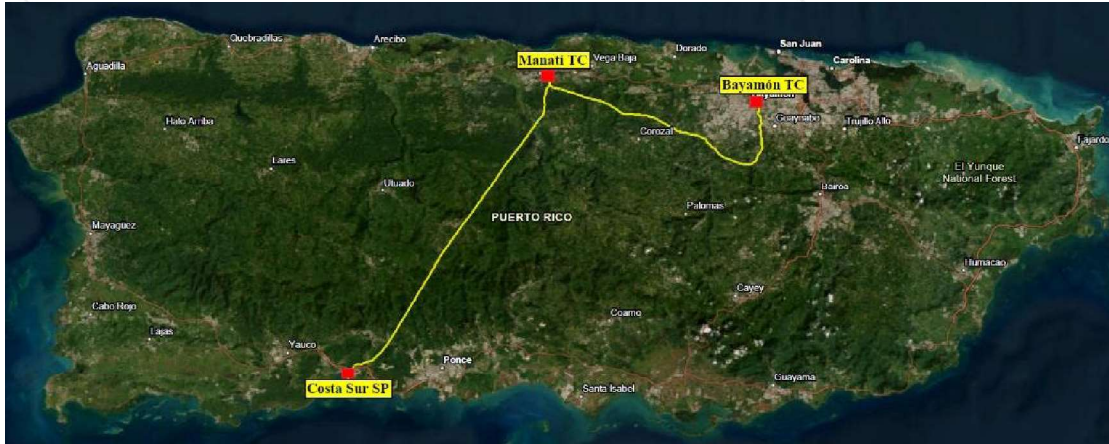 San Juan
Quebradillas
Arecibo
Dorado
Manatí TC
Vega Baja
Carolina
Aguadilla
Bayamón TC
Guaynabo
Trujillo Alto
Hato Arriba
Corozal
Fajardo
Lares
El Yunque
National Forest
Utuado
Bairoa
Palomas
PUERTO RICO
Mayagüez
Humacao
Cayey
Cabo Rojo
Coamo
Lajas
Yauco
Ponce
Costa Sur SP
Guayama
Santa Isabel